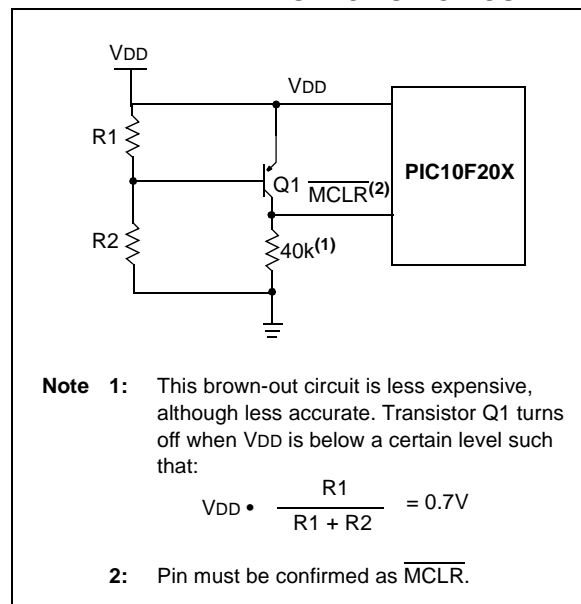 VDD
VDD
R1
PIC10F20X
Q1 MCLR(2)
R2
40k(1)
Note 1: This brown-out circuit is less expensive,
although less accurate. Transistor Q1 turns
off when VDD is below a certain level such
that:
VDD • R1 / R1 + R2 = 0.7V
2: Pin must be confirmed as MCLR.